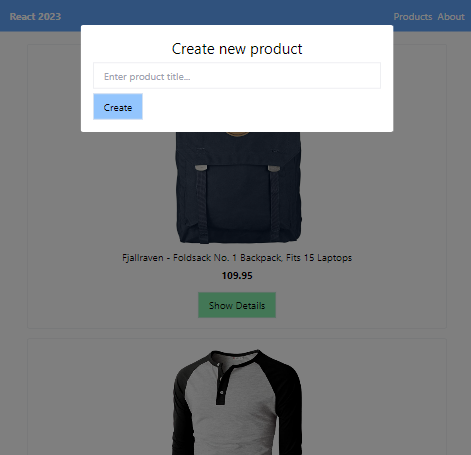 React 2023
Products About
Create new product
Enter product title...
Create
Fjallraven - Foldsack No. 1 Backpack, Fits 15 Laptops
109.95
Show Details